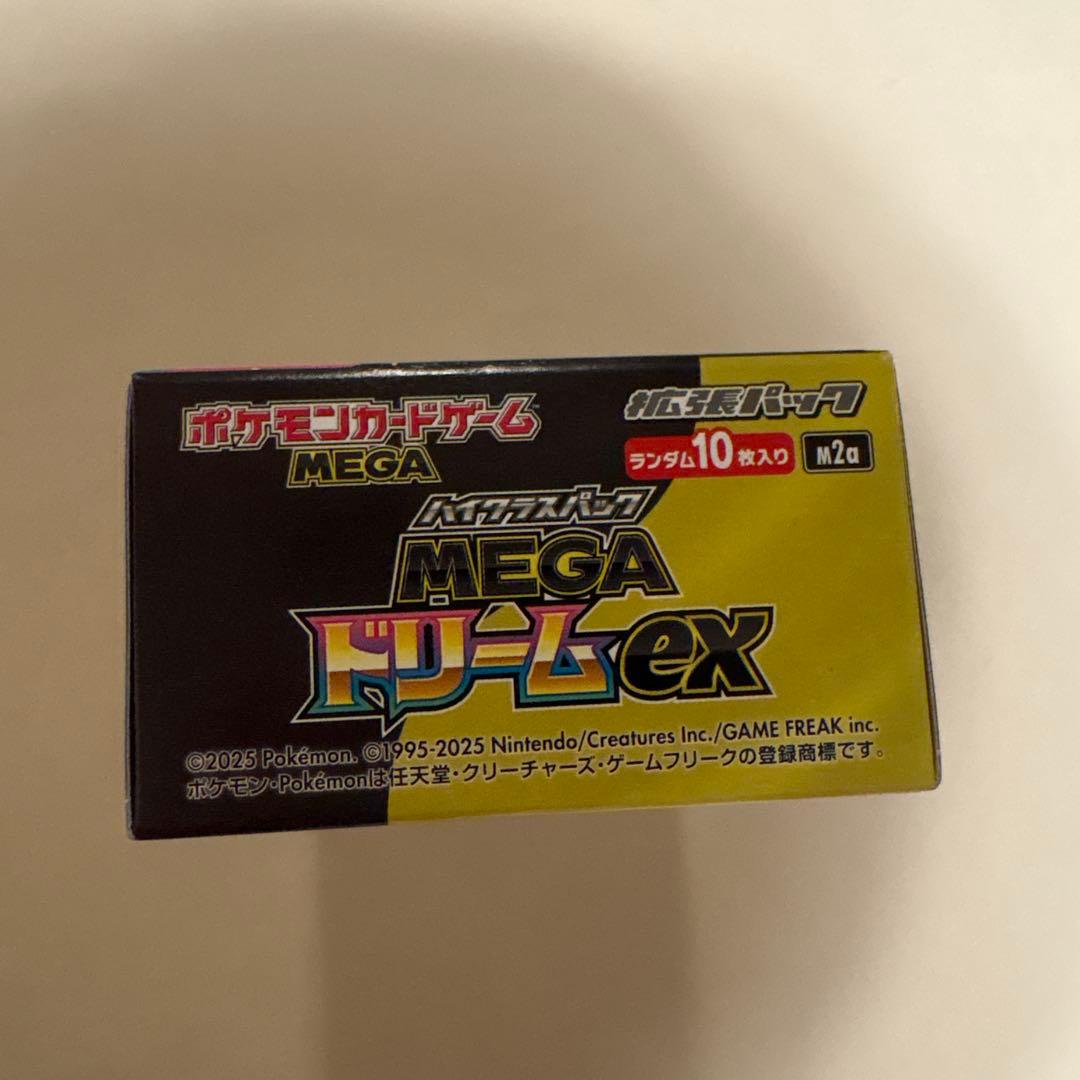 ポケモンカードゲーム™
MEGA
拡張パック
ランダム10枚入り
M2a
ハイクラスパック
MEGA
ドリームex
©2025 Pokémon. ©1995-2025 Nintendo/Creatures Inc./GAME FREAK inc.
ポケモン・Pokémonは任天堂・クリーチャーズ・ゲームフリークの登録商標です。